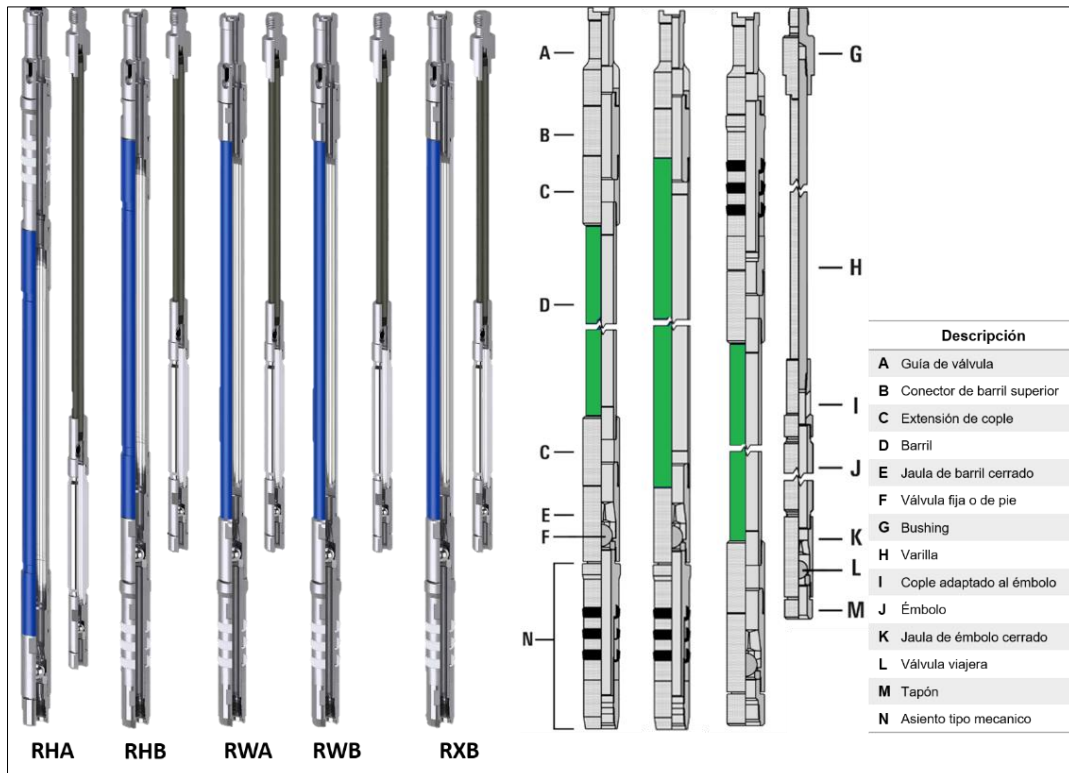 A
B
C
D
C
E
F
N
G
H
I
J
K
L
M
Descripción
A Guía de válvula
B Conector de barril superior
C Extensión de cople
D Barril
E Jaula de barril cerrado
F Válvula fija o de pie
G Bushing
H Varilla
I Cople adaptado al émbolo
J Émbolo
K Jaula de émbolo cerrado
L Válvula viajera
M Tapón
N Asiento tipo mecanico
RHA RHB RWA RWB RXB